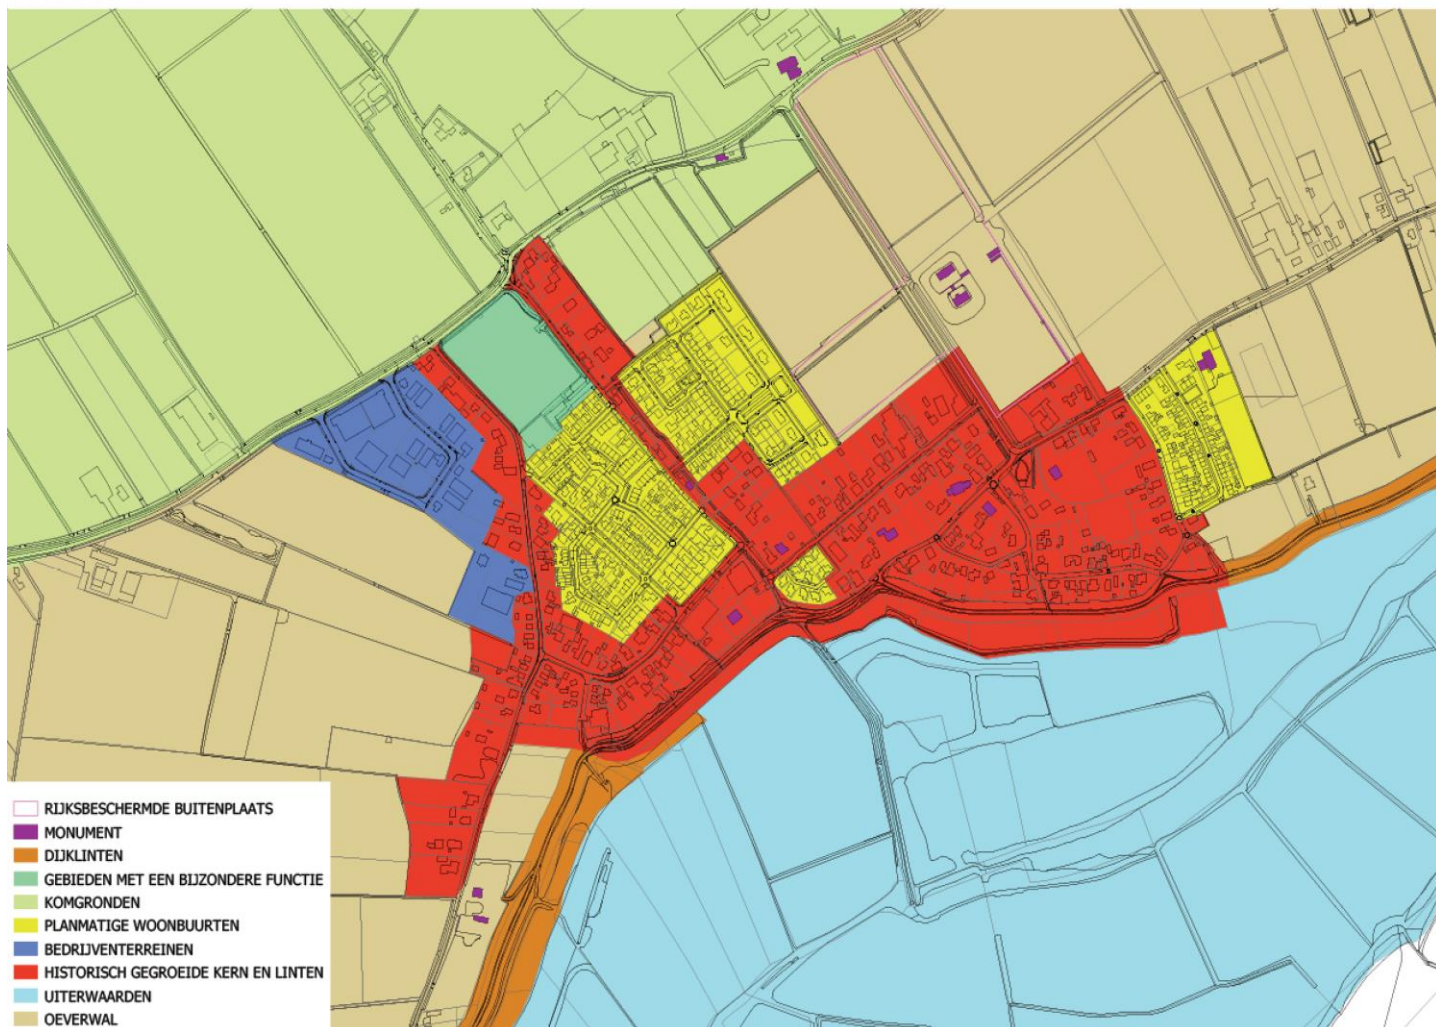 RIJKSBESCHERMDE BUITENPLAATS
MONUMENT
DIJKLINTEN
GEBIEDEN MET EEN BIJZONDERE FUNCTIE
KOMGRONDEN
PLANMATIGE WOONBUURTEN
BEDRIJVENTERREINEN
HISTORISCH GEGROEIDE KERN EN LINTEN
UITERWAARDEN
OEVERWAL